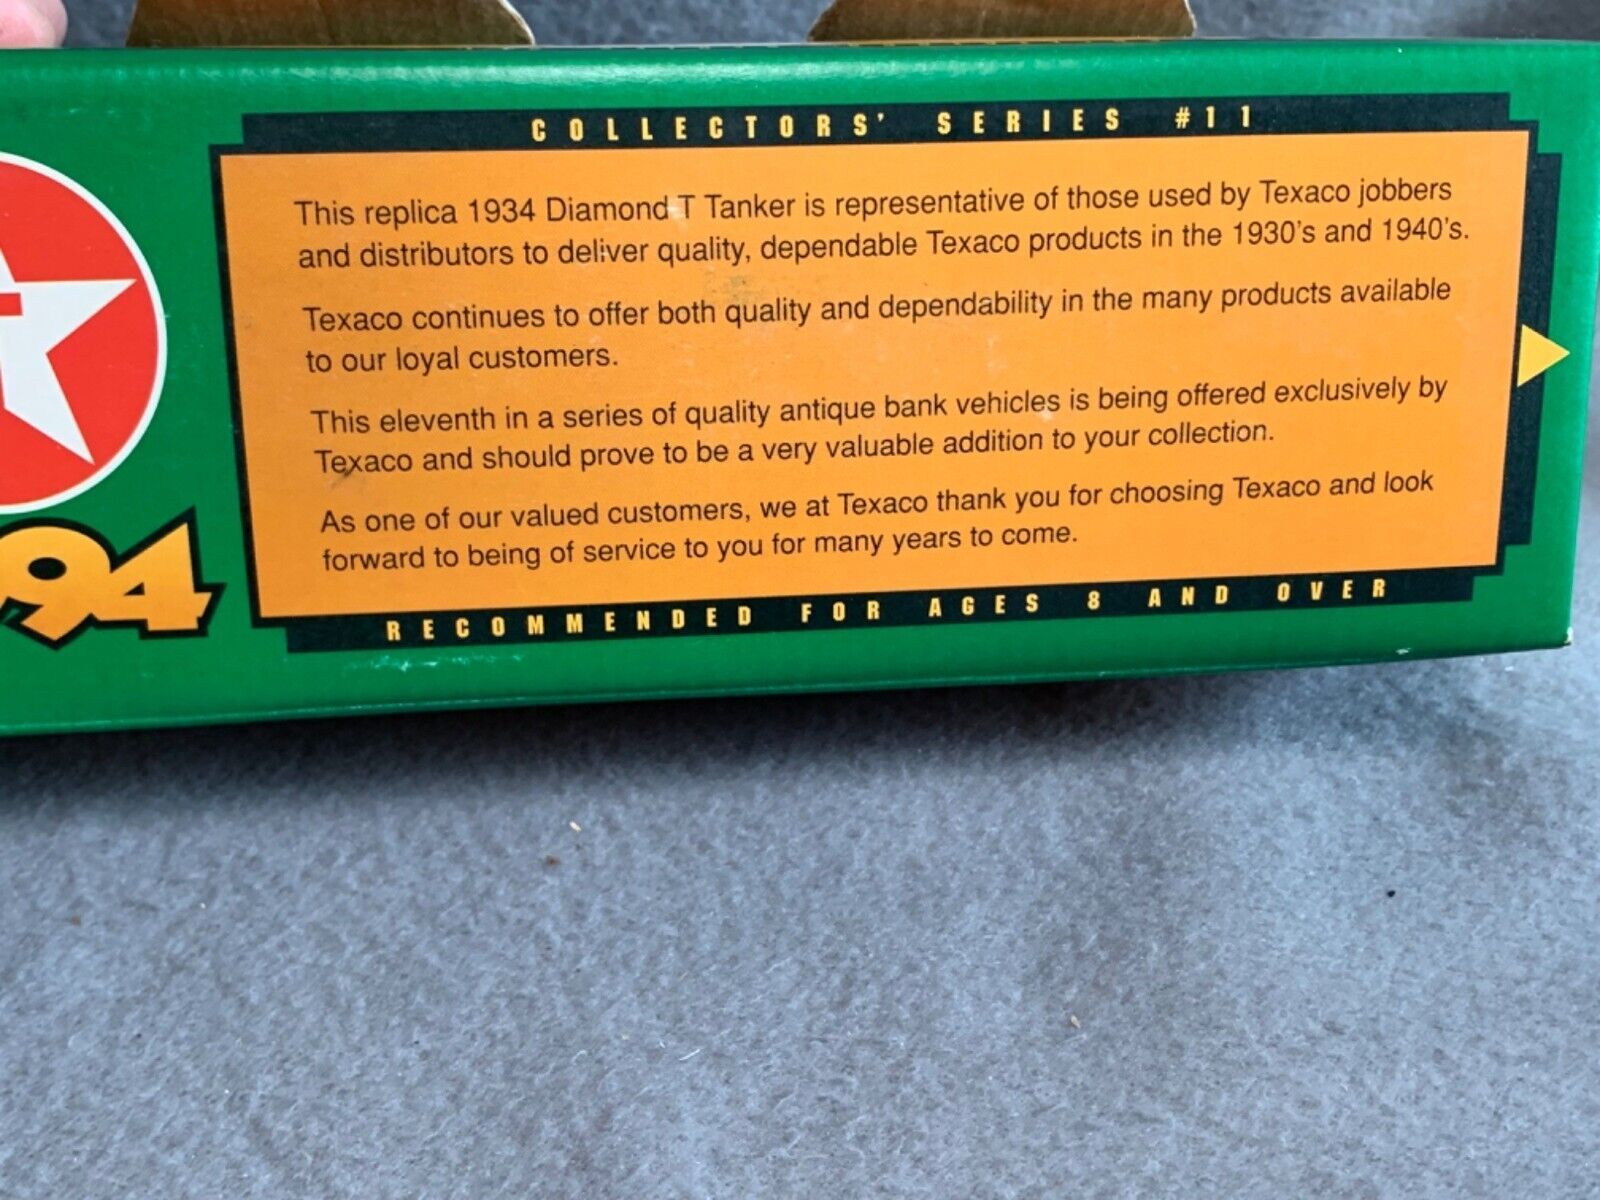 COLLECTORS' SERIES #11
This replica 1934 Diamond T Tanker is representative of those used by Texaco jobbers
and distributors to deliver quality, dependable Texaco products in the 1930's and 1940's.
Texaco continues to offer both quality and dependability in the many products available
to our loyal customers.
This eleventh in a series of quality antique bank vehicles is being offered exclusively by
Texaco and should prove to be a very valuable addition to your collection.
As one of our valued customers, we at Texaco thank you for choosing Texaco and look
forward to being of service to you for many years to come.
RECOMMENDED FOR AGES 8 AND OVER
94